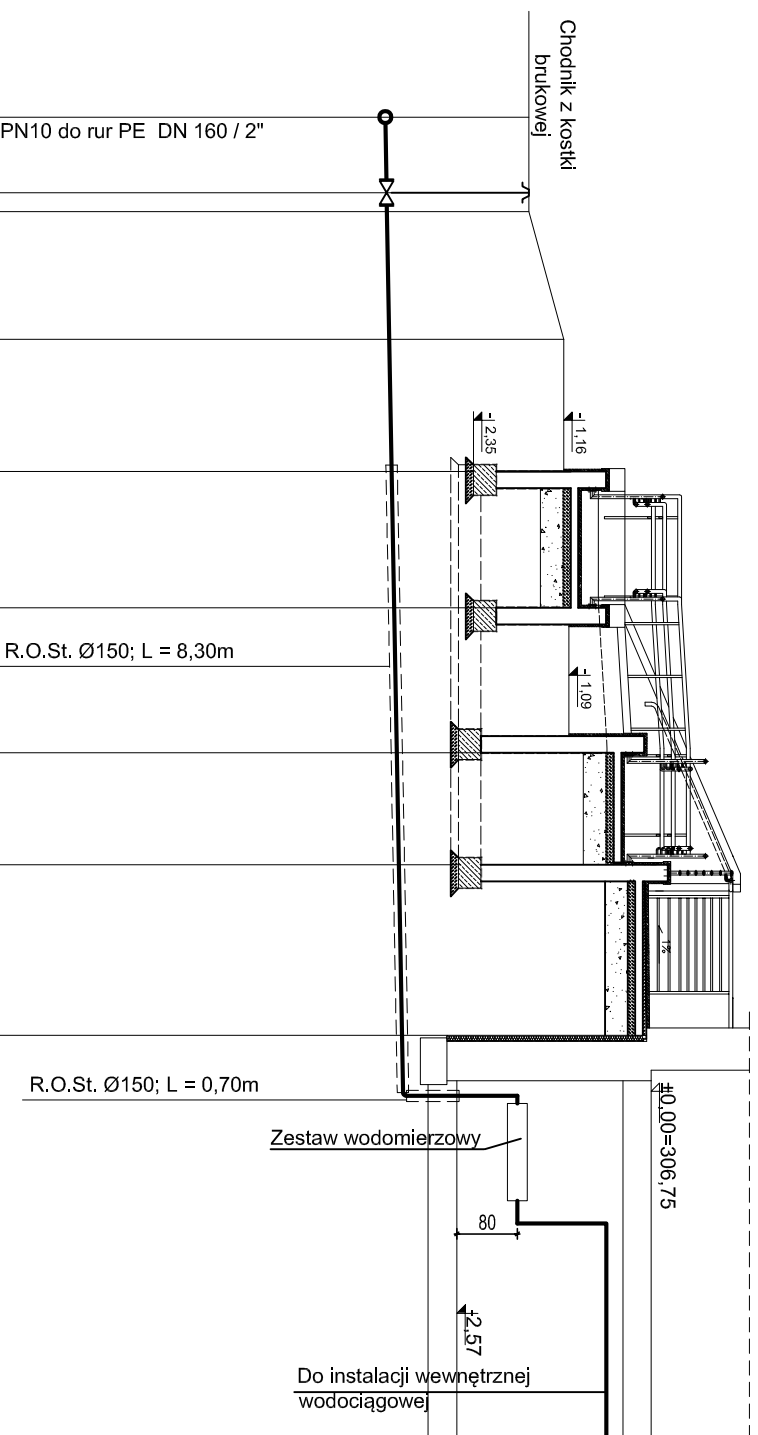 Chodnik z kostki
brukowej
PN10 do rur PE DN 160 / 2"
- 2,35
- 1,16
R.O.St. Ø150; L = 8,30m
- 1,09
1%
R.O.St. Ø150; L = 0,70m
±0,00=306,75
Zestaw wodomierzowy
80
-2,57
Do instalacji wewnętrznej
wodociągowej